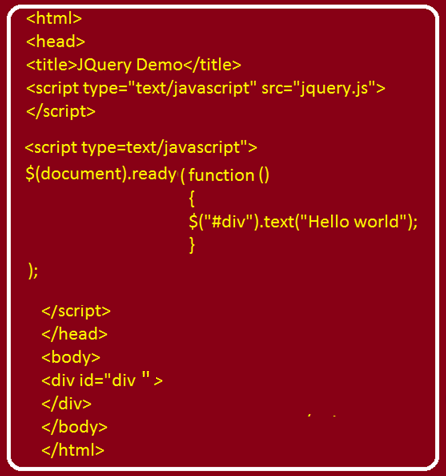 <html>
<head>
<title>JQuery Demo</title>
<script type="text/javascript" src="jquery.js">
</script>
<script type=text/javascript">
$(document).ready ( function ()
{
$("#div").text("Hello world");
}
);
</script>
</head>
<body>
<div id="div ">
</div>
</body>
</html>